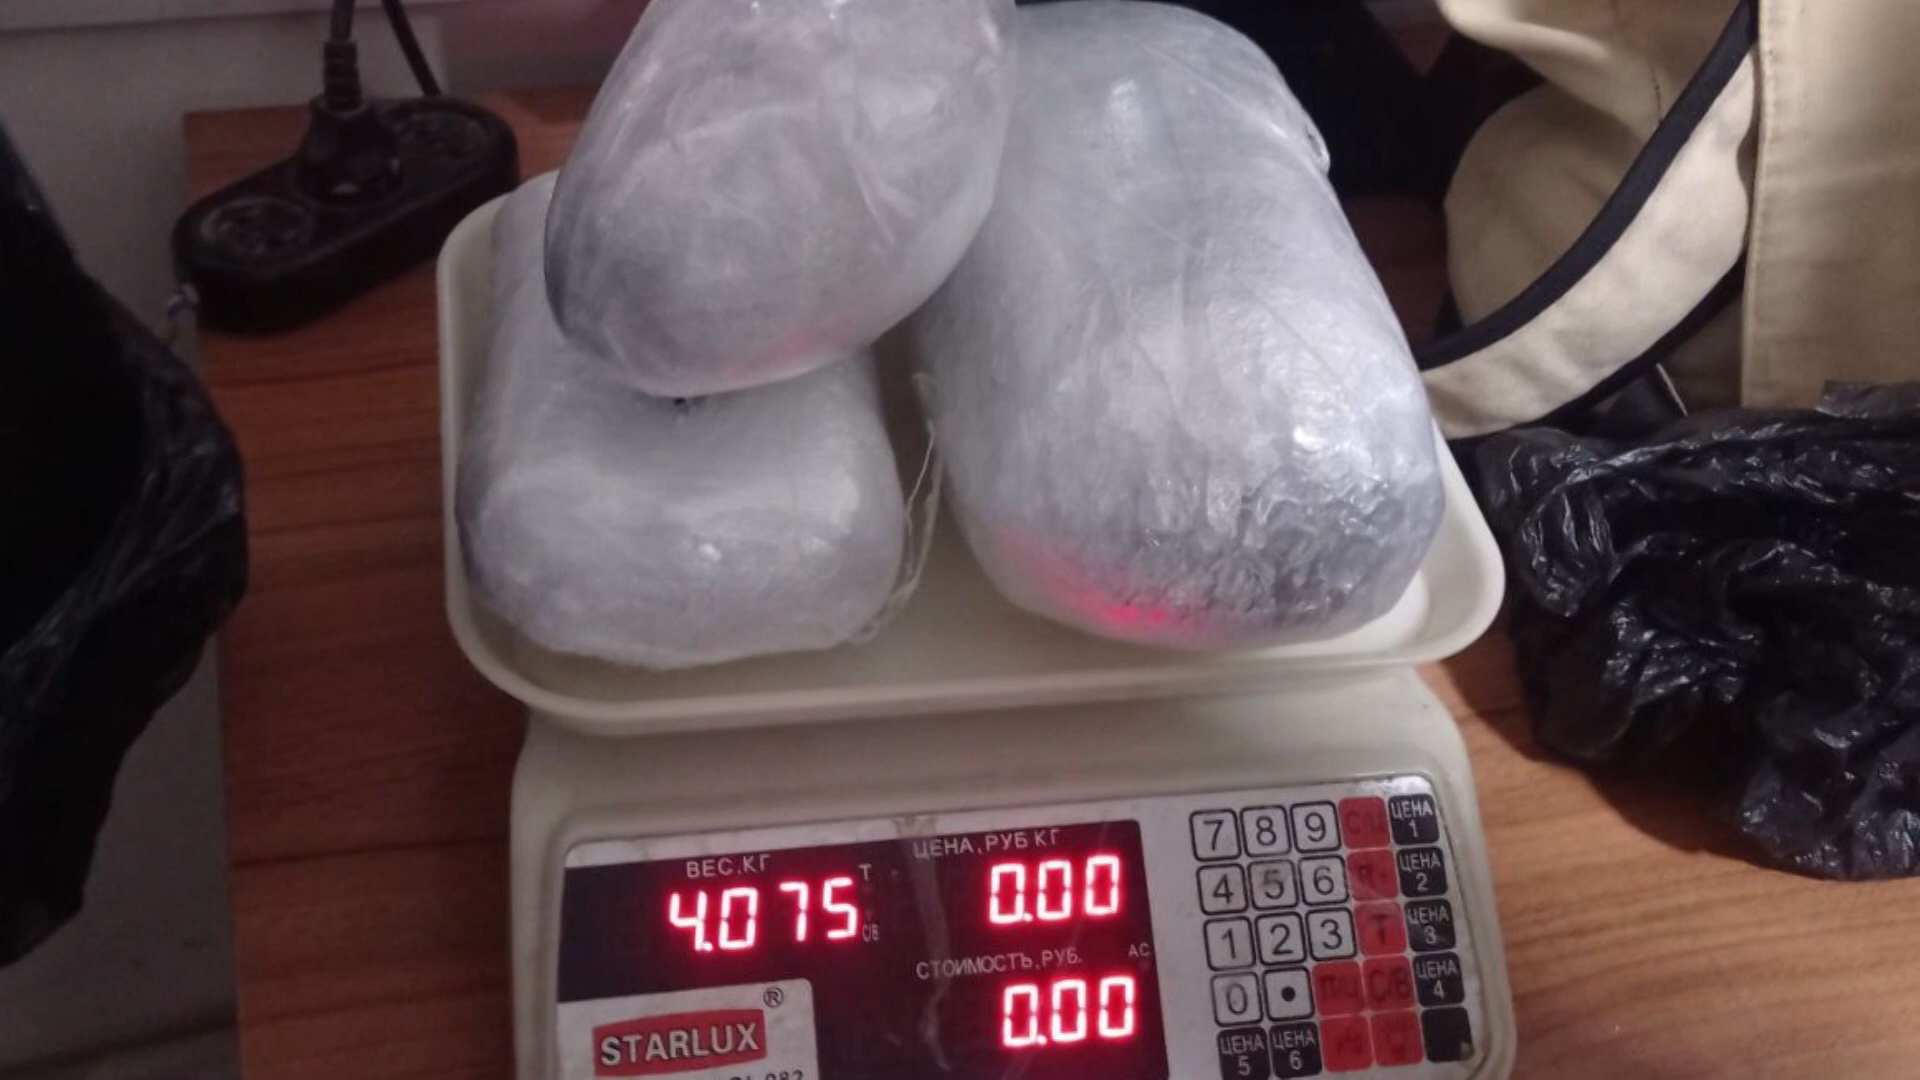 ВЕС,КГ
Т
4.075
С/В
ЦЕНА,РУБ КГ
0.00
СТОИМОСТЬ,РУБ.
АС
0.00
STARLUX ®
7 8 9 С/Ц ЦЕНА 1
4 5 6 ЦЕНА 2
1 2 3 Т ЦЕНА 3
0 • П/Ц С/В ЦЕНА 4
ЦЕНА 5 ЦЕНА 6